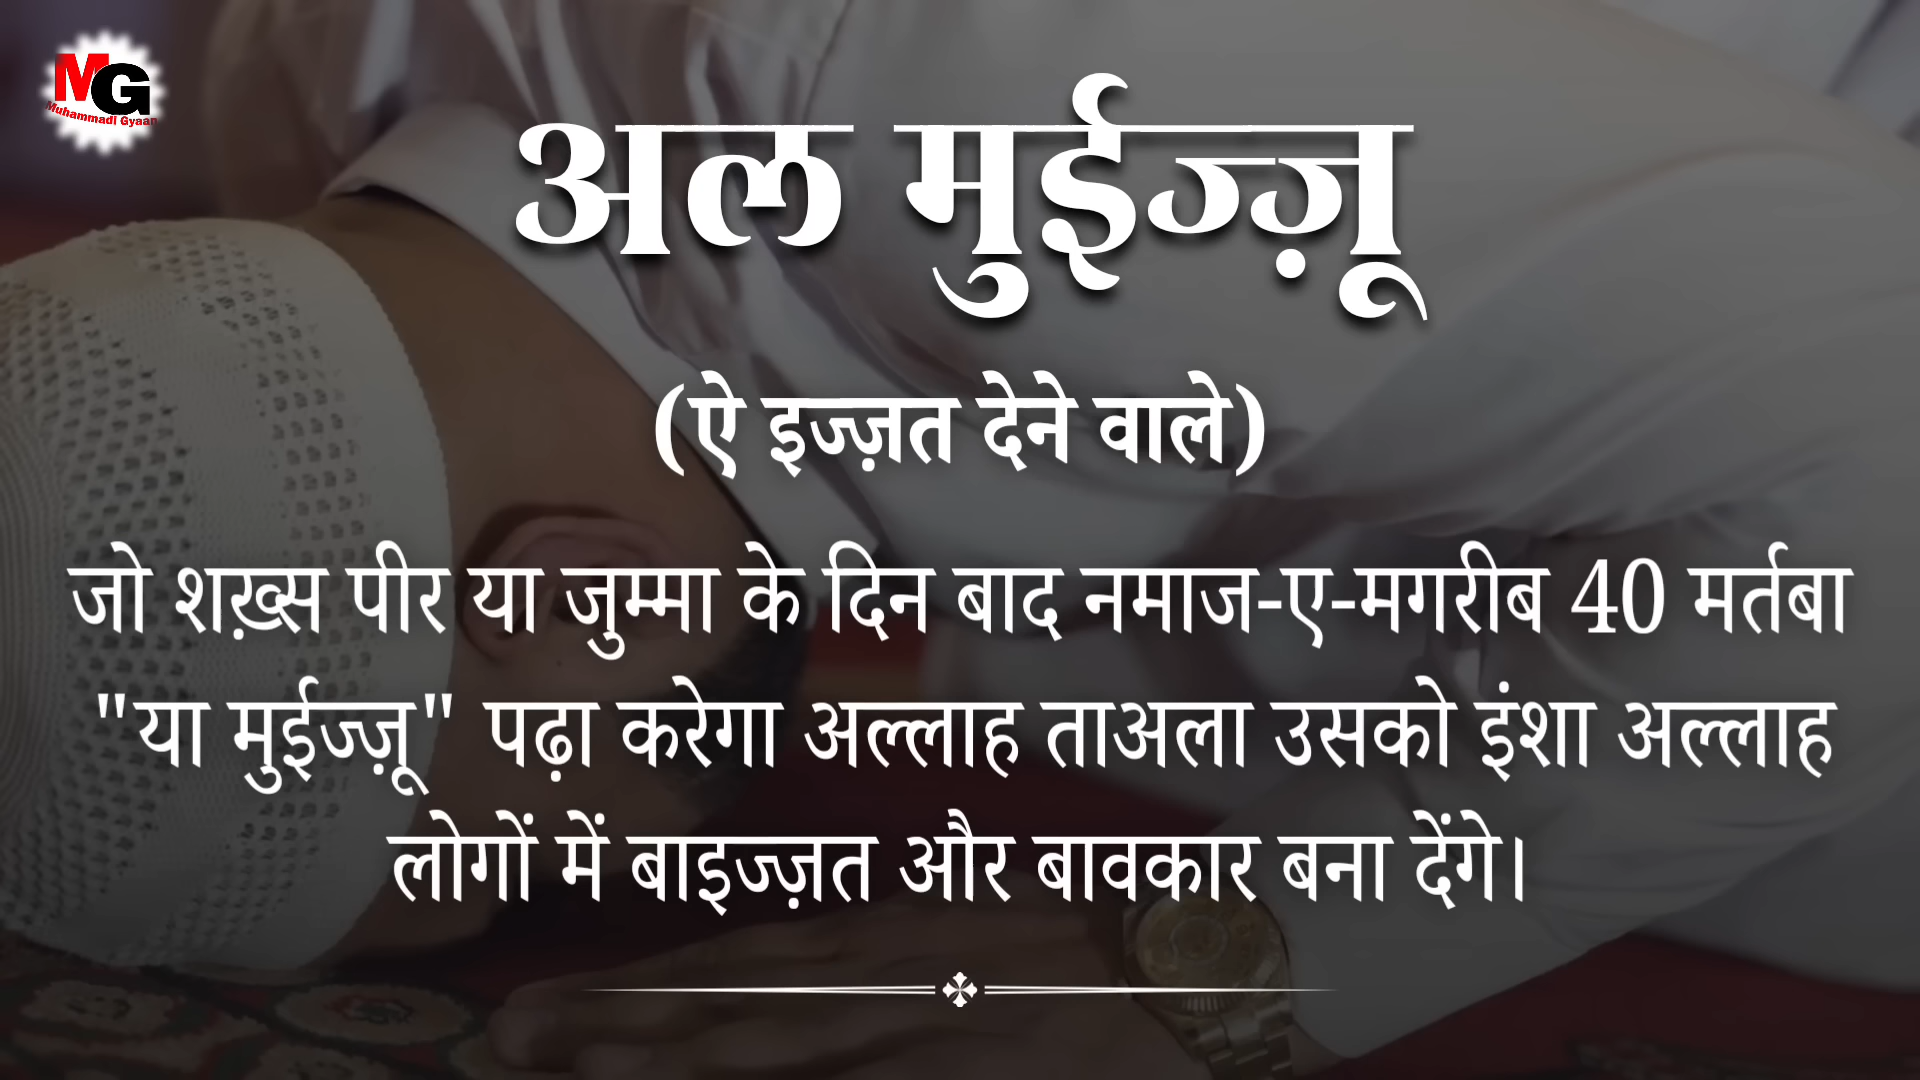 MG
Muhammadi Gyaan
अल मुईज्ज़ू
(ऐ इज्ज़त देने वाले)
जो शख़्स पीर या जुम्मा के दिन बाद नमाज-ए-मगरीब 40 मर्तबा
"या मुईज्ज़ू" पढ़ा करेगा अल्लाह ताअला उसको इंशा अल्लाह
लोगों में बाइज्ज़त और बावकार बना देंगे।